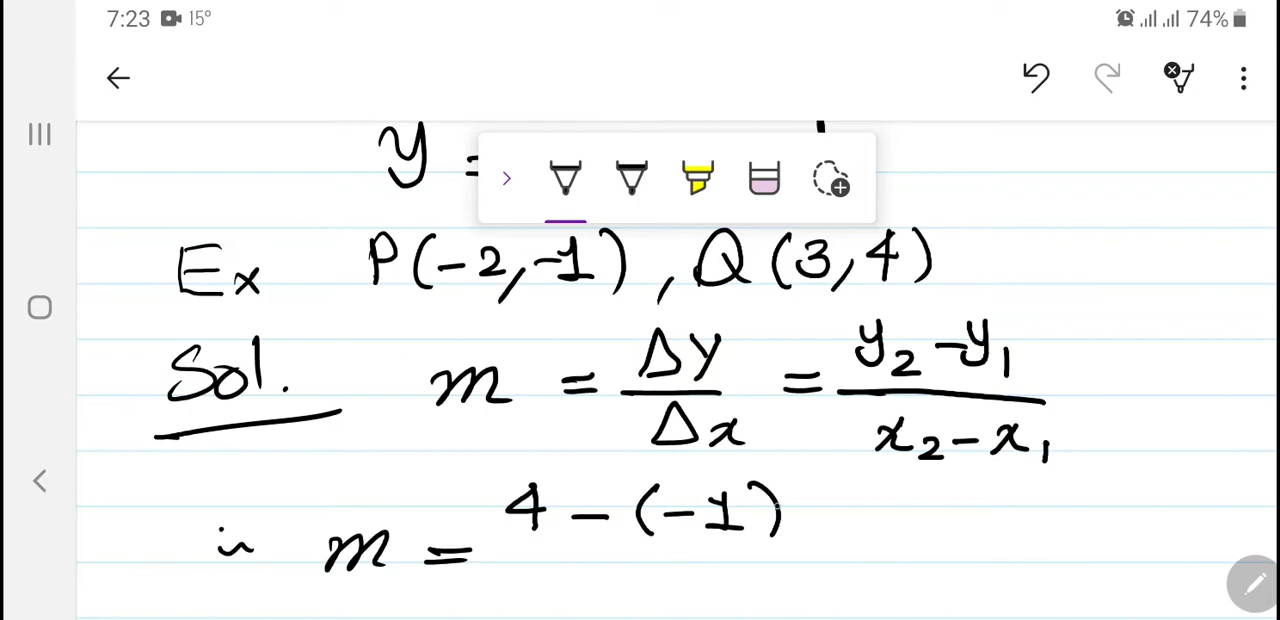 7:23 15° 74%
y =
Ex P(-2,-1), Q(3,4)
Sol. m = Δy/Δx = y₂-y₁/x₂-x₁
m = 4-(-1)